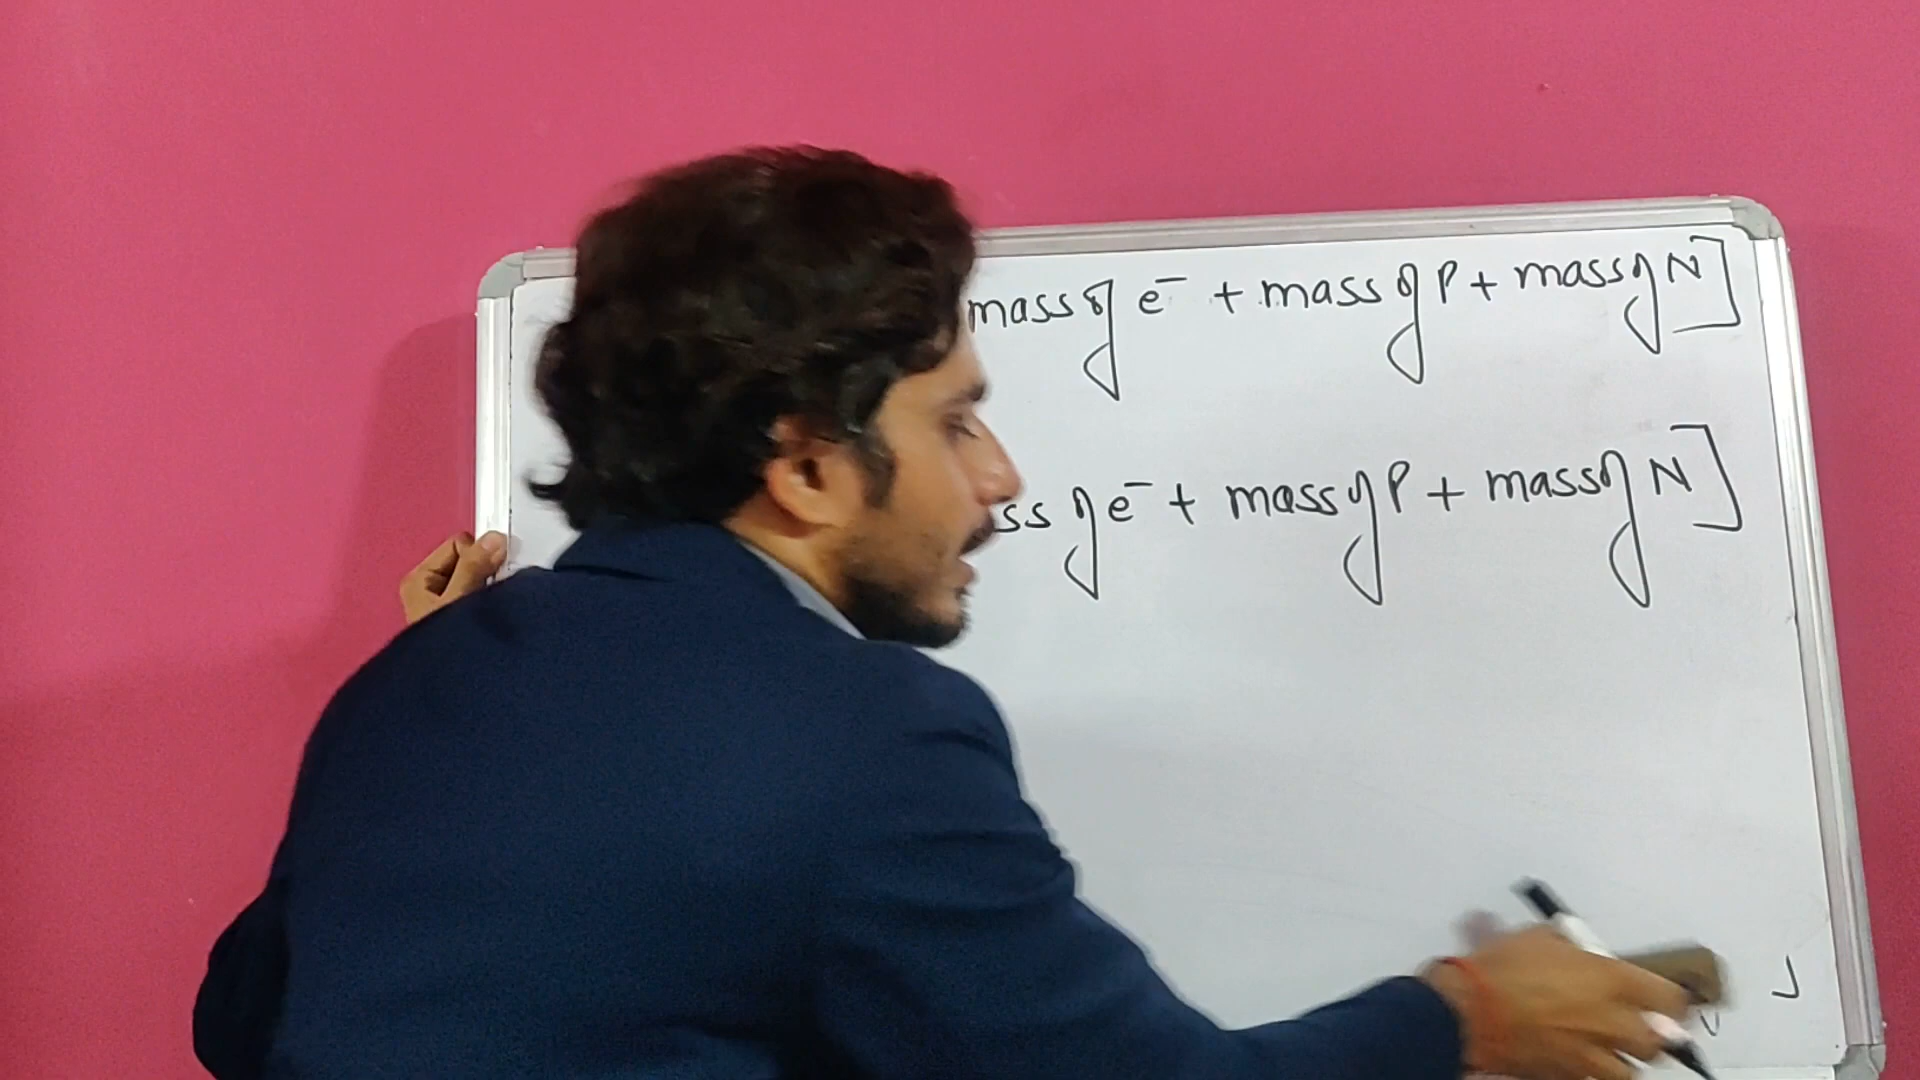 mass of e⁻ + mass of P + mass of N]
ss of e⁻ + mass of P + mass of N]